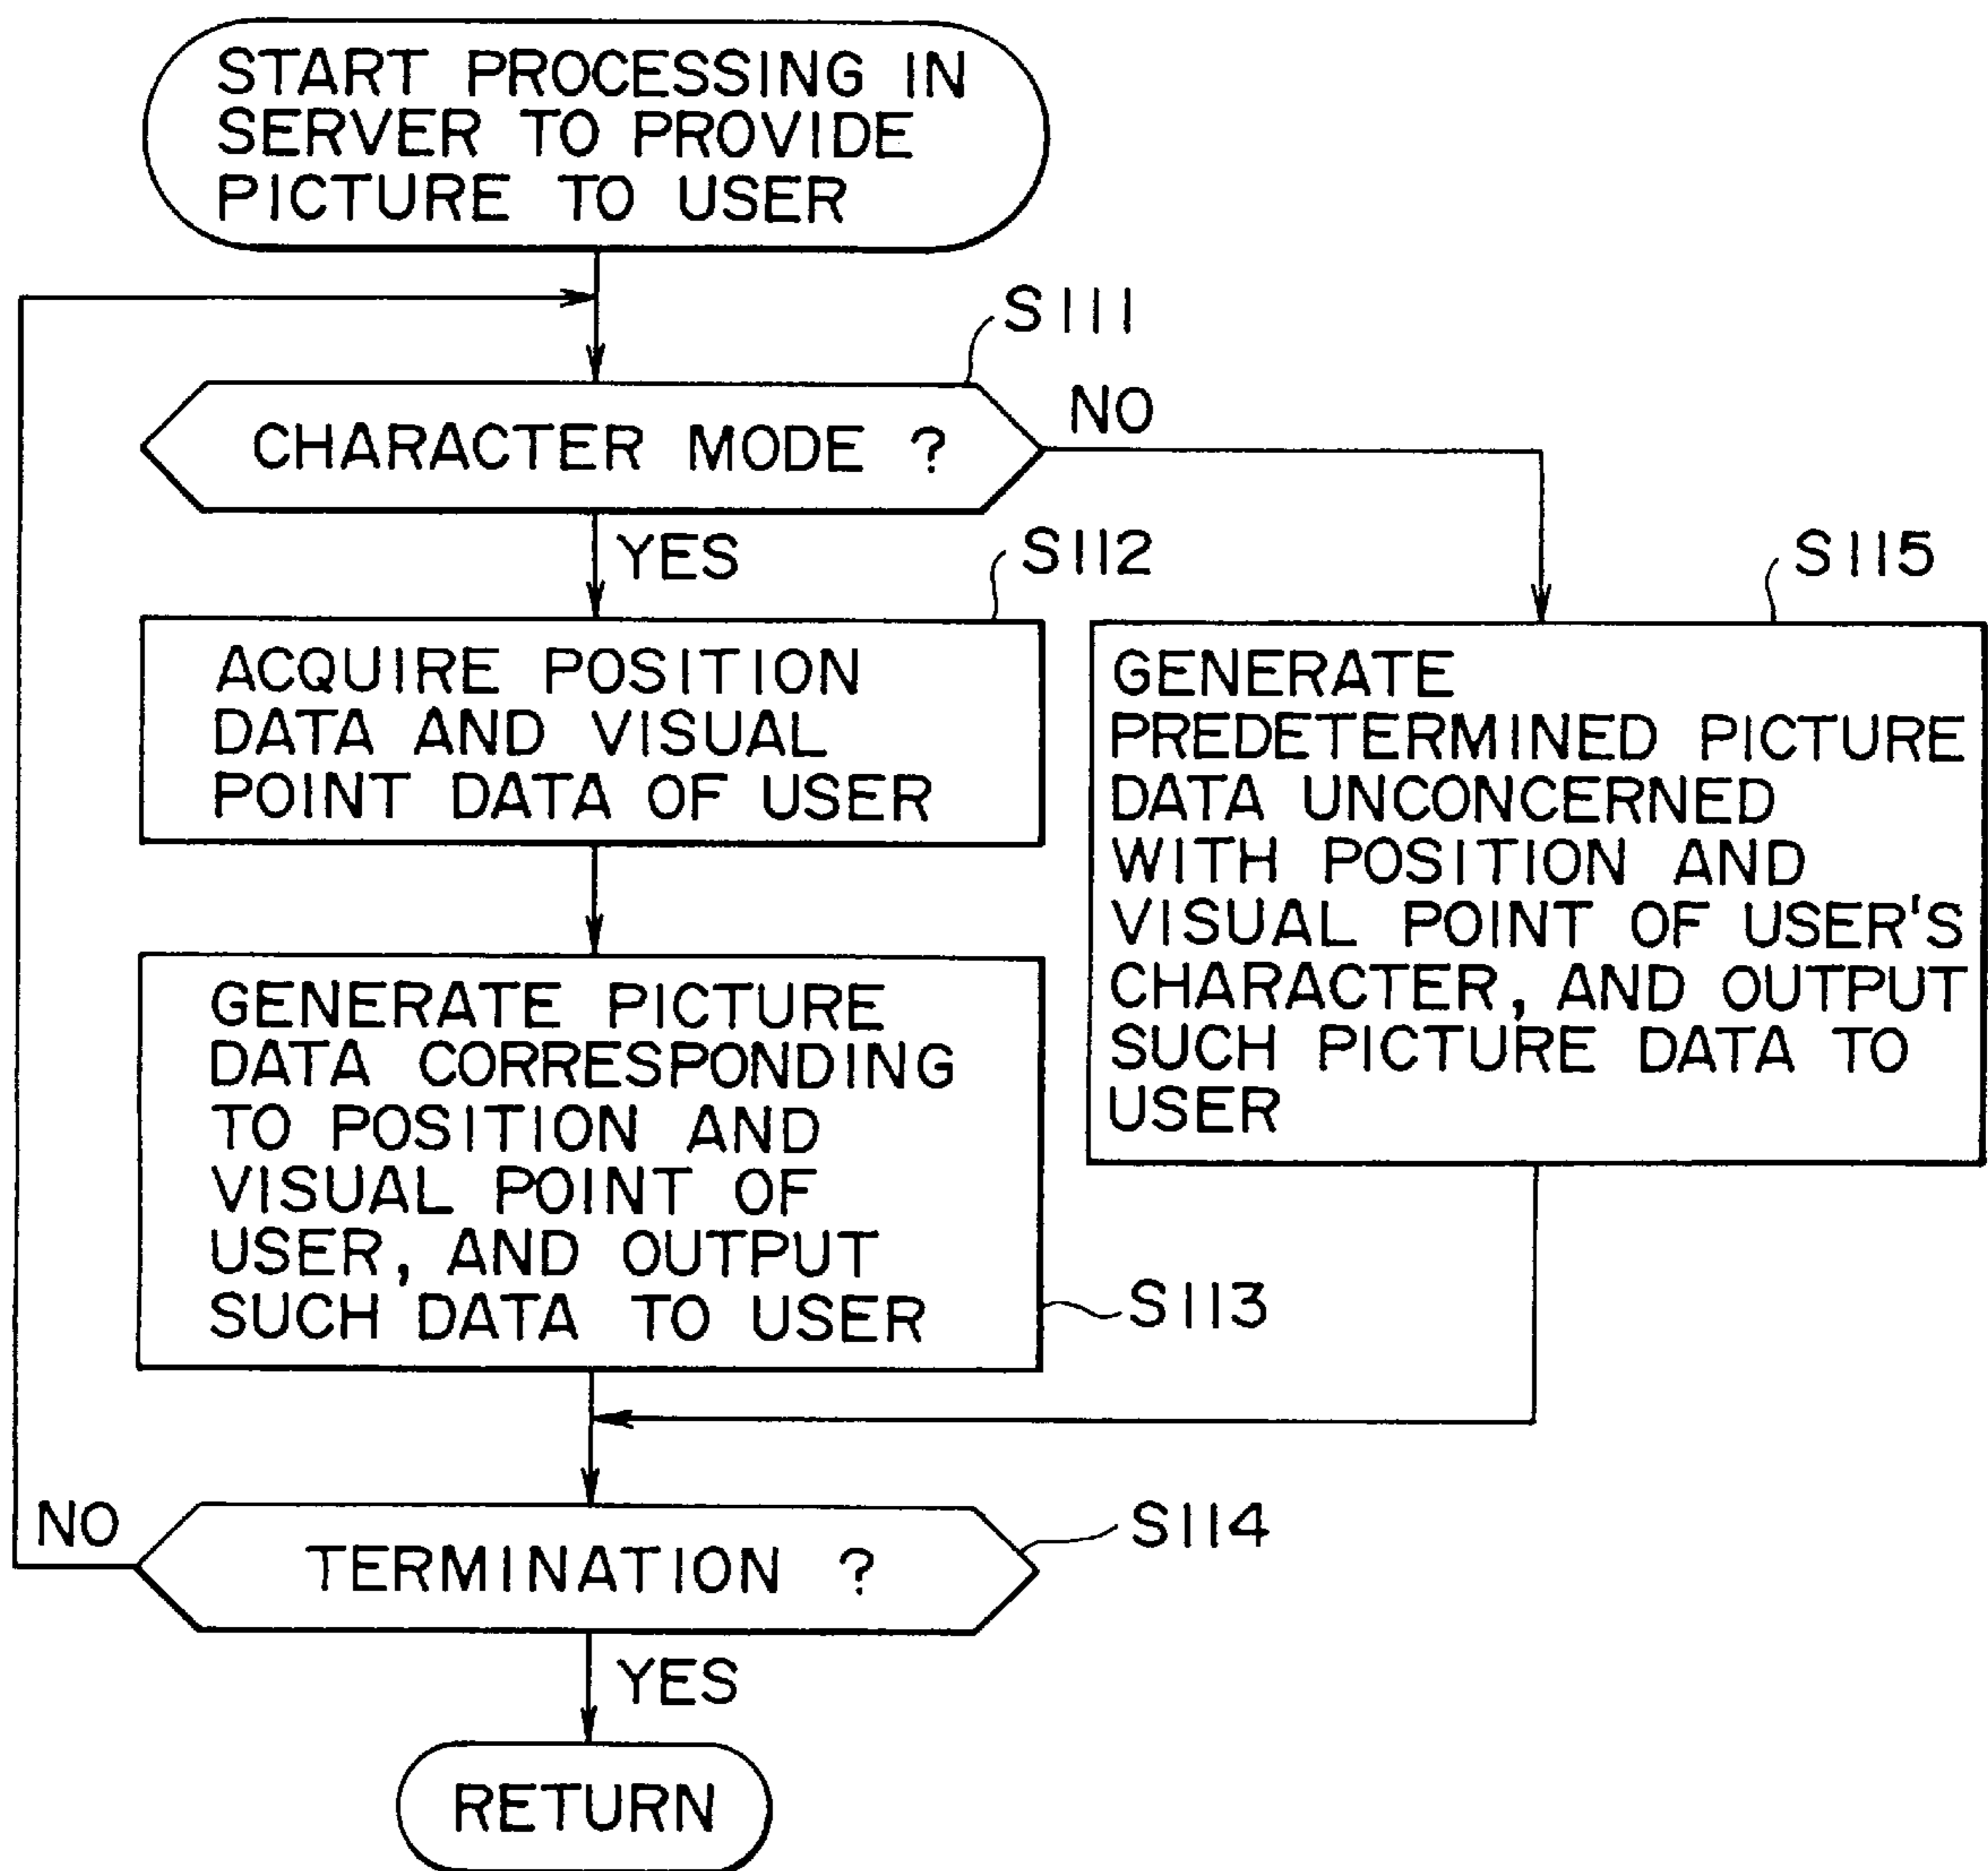 START PROCESSING IN
SERVER TO PROVIDE
PICTURE TO USER
S111
CHARACTER MODE ?
NO
YES
S112
ACQUIRE POSITION
DATA AND VISUAL
POINT DATA OF USER
S115
GENERATE
PREDETERMINED PICTURE
DATA UNCONCERNED
WITH POSITION AND
VISUAL POINT OF USER'S
CHARACTER, AND OUTPUT
SUCH PICTURE DATA TO
USER
GENERATE PICTURE
DATA CORRESPONDING
TO POSITION AND
VISUAL POINT OF
USER, AND OUTPUT
SUCH DATA TO USER
S113
NO
TERMINATION ?
S114
YES
RETURN